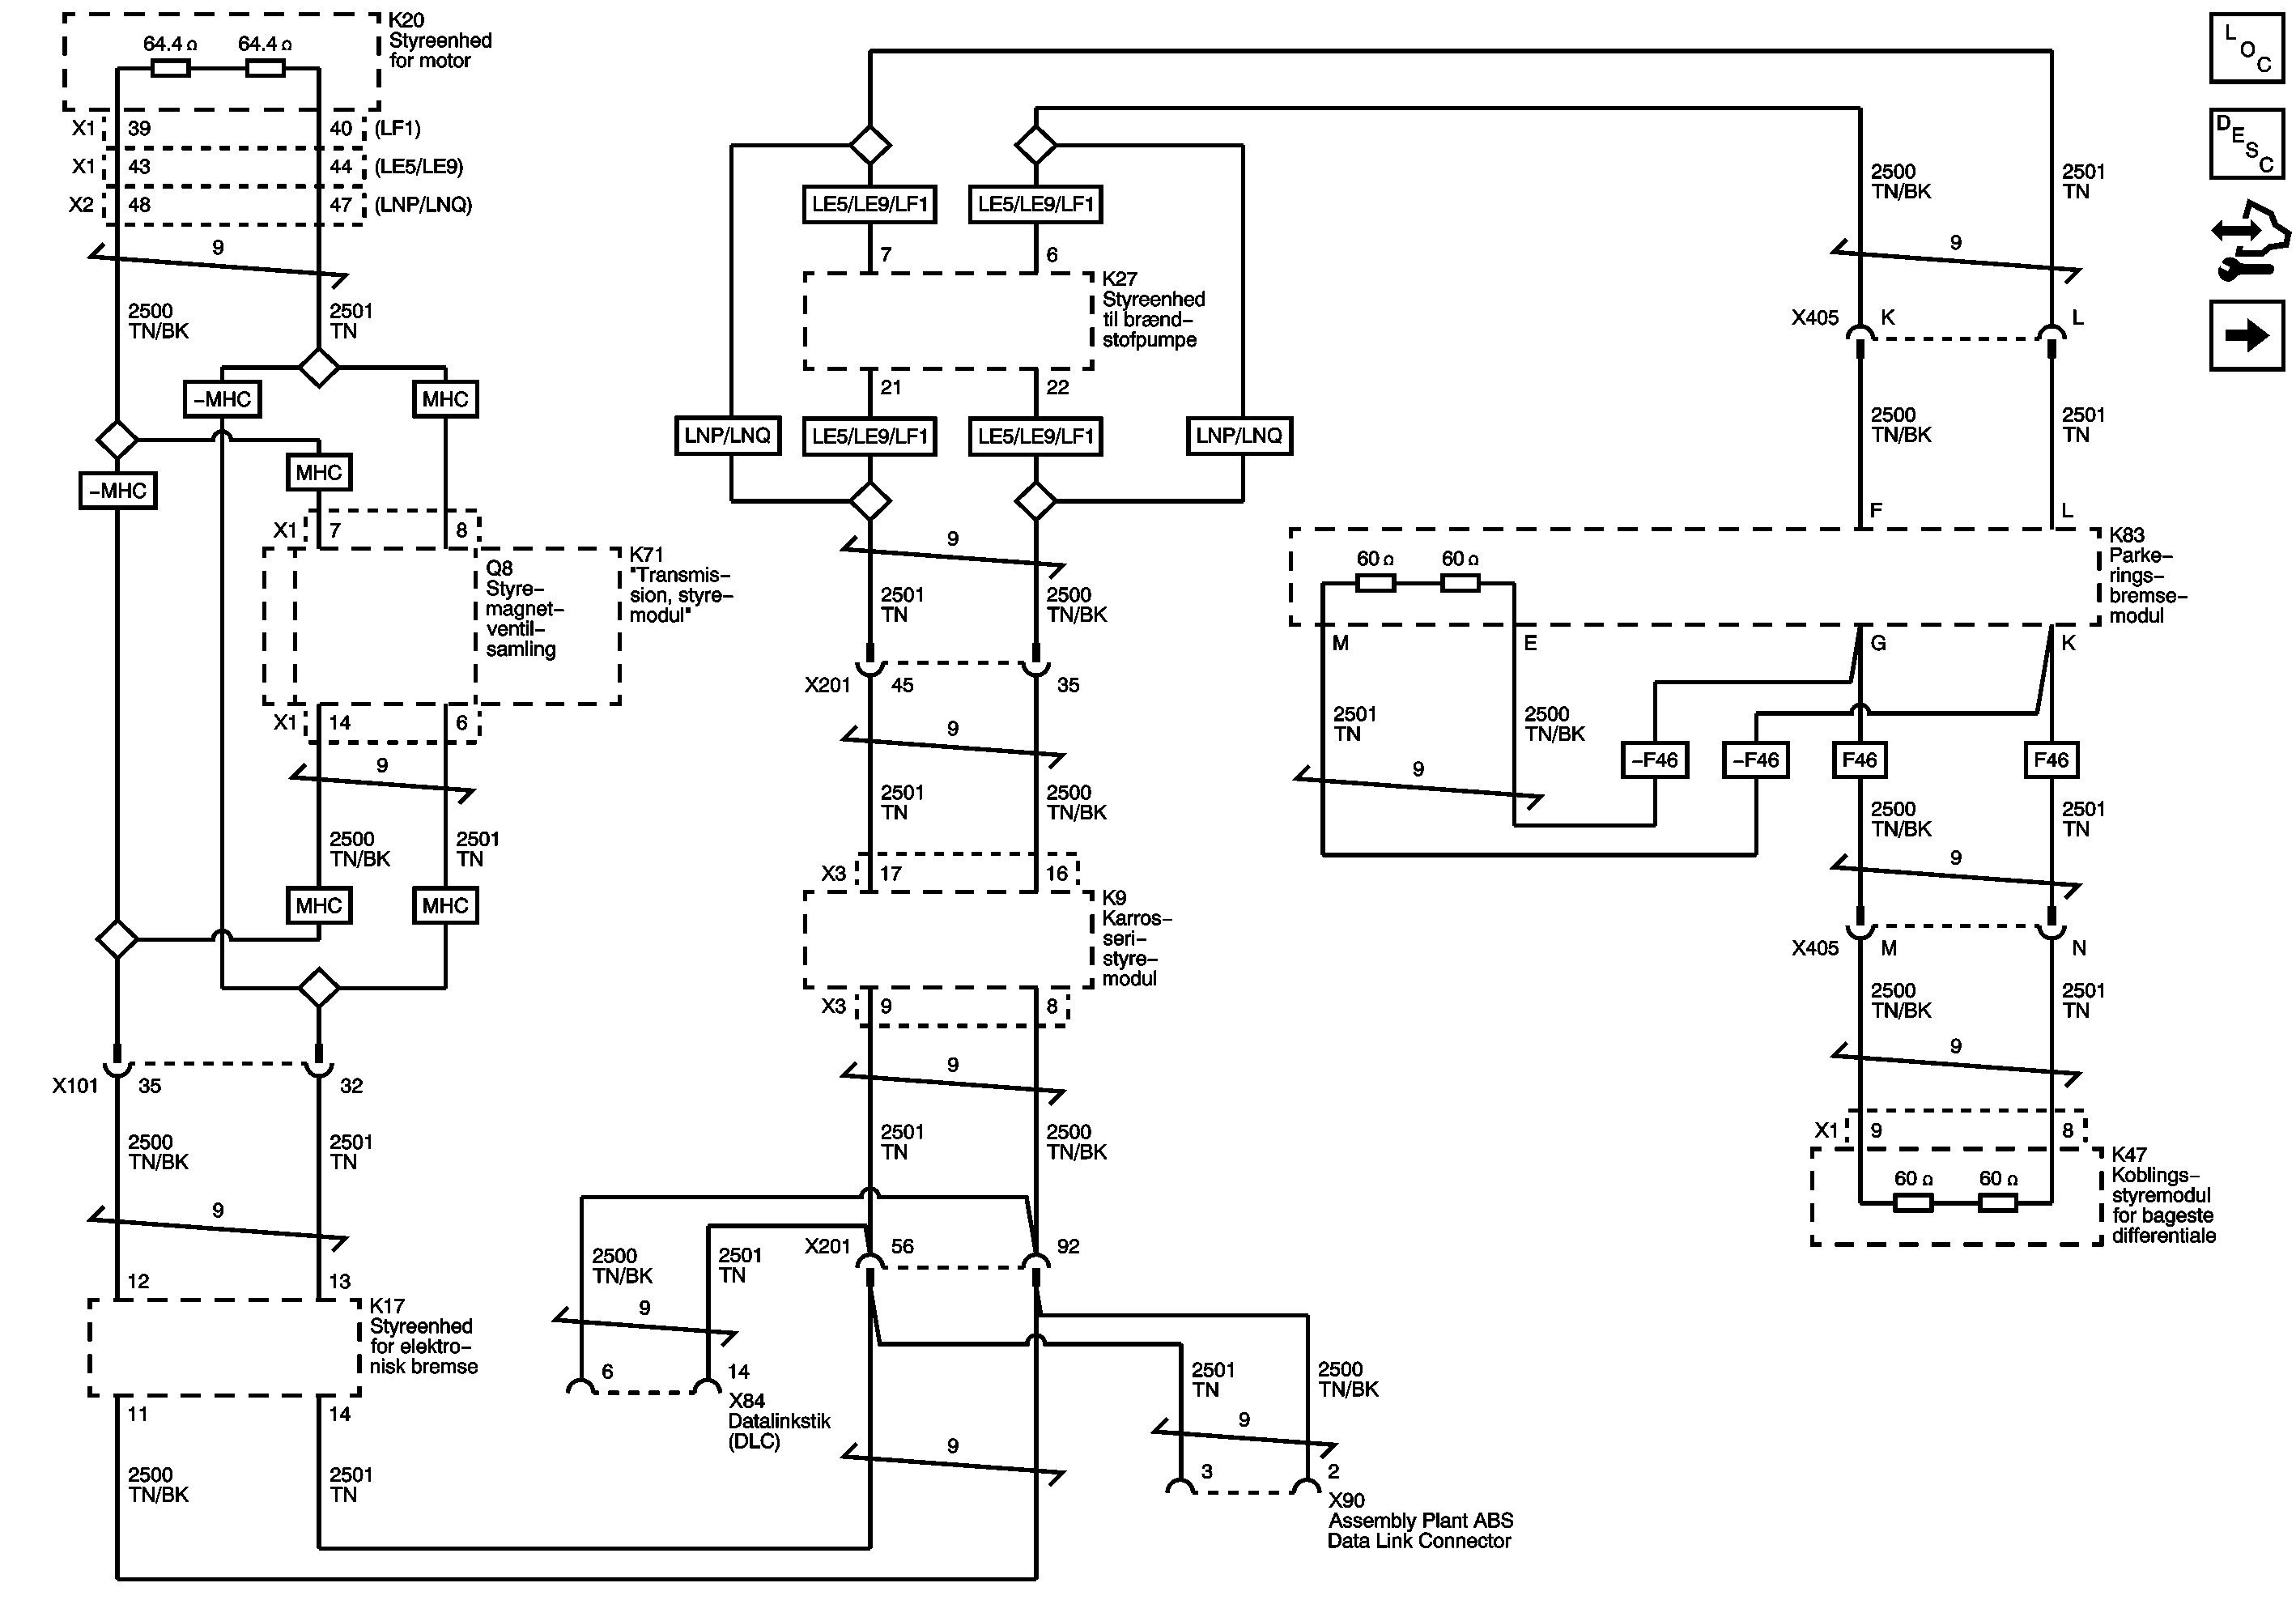 K20
Styreenhed
for motor
64.4 Ω
64.4 Ω
X1
39
40
(LF1)
X1
43
44
(LE5/LE9)
X2
48
47
(LNP/LNQ)
9
2500
TN/BK
2501
TN
–MHC
MHC
–MHC
MHC
X1
7
8
K71
"Transmis–
sion, styre–
modul"
Q8
Styre–
magnet–
ventil–
samling
X1
14
6
9
2500
TN/BK
2501
TN
MHC
MHC
X101
35
32
2500
TN/BK
2501
TN
9
12
13
K17
Styreenhed
for elektro–
nisk bremse
11
14
2500
TN/BK
2501
TN
LE5/LE9/LF1
LE5/LE9/LF1
7
6
K27
Styreenhed
til brænd–
stofpumpe
21
22
LNP/LNQ
LE5/LE9/LF1
LE5/LE9/LF1
LNP/LNQ
9
2501
TN
2500
TN/BK
X201
45
35
9
2501
TN
2500
TN/BK
X3
17
16
K9
Karros–
seri–
styre–
modul
X3
9
8
9
2501
TN
2500
TN/BK
X201
56
92
2500
TN/BK
2501
TN
9
6
14
X84
Datalinkstik
(DLC)
9
2501
TN
2500
TN/BK
9
3
2
X90
Assembly Plant ABS
Data Link Connector
2500
TN/BK
2501
TN
9
X405
K
L
2500
TN/BK
2501
TN
F
L
K83
Parke–
rings–
bremse–
modul
60 Ω
60 Ω
M
E
G
K
2501
TN
2500
TN/BK
9
–F46
–F46
F46
F46
2500
TN/BK
2501
TN
9
X405
M
N
2500
TN/BK
2501
TN
9
X1
9
8
K47
Koblings–
styremodul
for bageste
differentiale
60 Ω
60 Ω
LOC
DESC